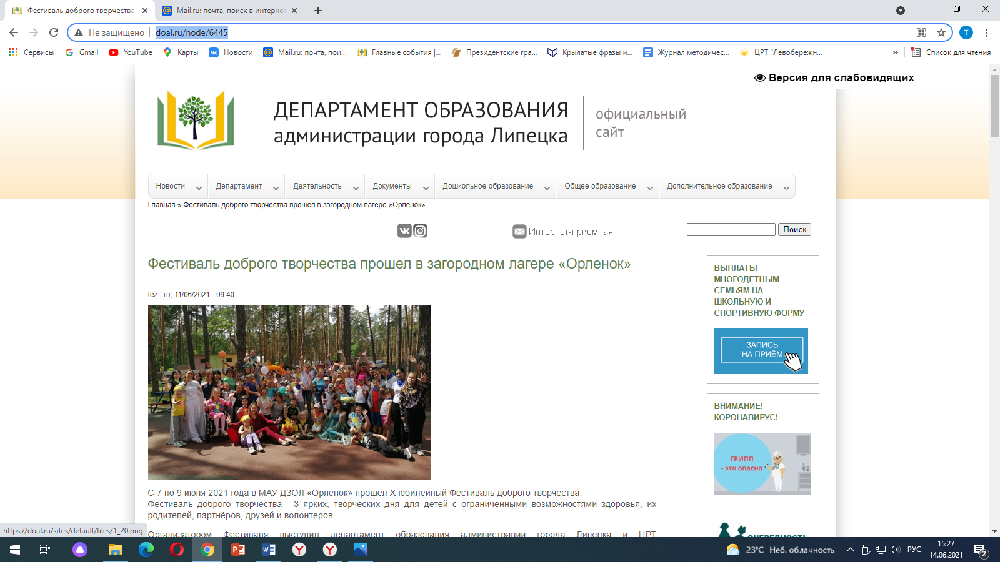 Фестиваль доброго творчества
Mail.ru: почта, поиск в интернет
Не защищено
doal.ru/node/6445
T
Сервисы
Gmail
YouTube
Карты
Новости
Mail.ru: почта, пои...
Главные события |...
Президентские гра...
Крылатые фразы и...
Журнал методичес...
ЦРТ "Левобережн...
»
Список для чтения
Версия для слабовидящих
ДЕПАРТАМЕНТ ОБРАЗОВАНИЯ
администрации города Липецка
официальный
сайт
Новости
Департамент
Деятельность
Документы
Дошкольное образование
Общее образование
Дополнительное образование
Главная » Фестиваль доброго творчества прошел в загородном лагере «Орленок»
Интернет-приемная
Поиск
Фестиваль доброго творчества прошел в загородном лагере «Орленок»
tez - пт, 11/06/2021 - 09:40
С 7 по 9 июня 2021 года в МАУ ДЗОЛ «Орленок» прошел X юбилейный Фестиваль доброго творчества.
Фестиваль доброго творчества - 3 ярких, творческих дня для детей с ограниченными возможностями здоровья, их
родителей, партнёров, друзей и волонтеров.
Организатором Фестиваля выступил департамент образования администрации города Липецка и ЦРТ
ВЫПЛАТЫ
МНОГОДЕТНЫМ
СЕМЬЯМ НА
ШКОЛЬНУЮ И
СПОРТИВНУЮ ФОРМУ
ЗАПИСЬ
НА ПРИЁМ
ВНИМАНИЕ!
КОРОНАВИРУС!
ГРИПП
- это опасно
ОЧЕРЕДНОСТЬ
https://doal.ru/sites/default/files/1_20.png
23°C Неб. облачность
РУС
15:27
14.06.2021
2